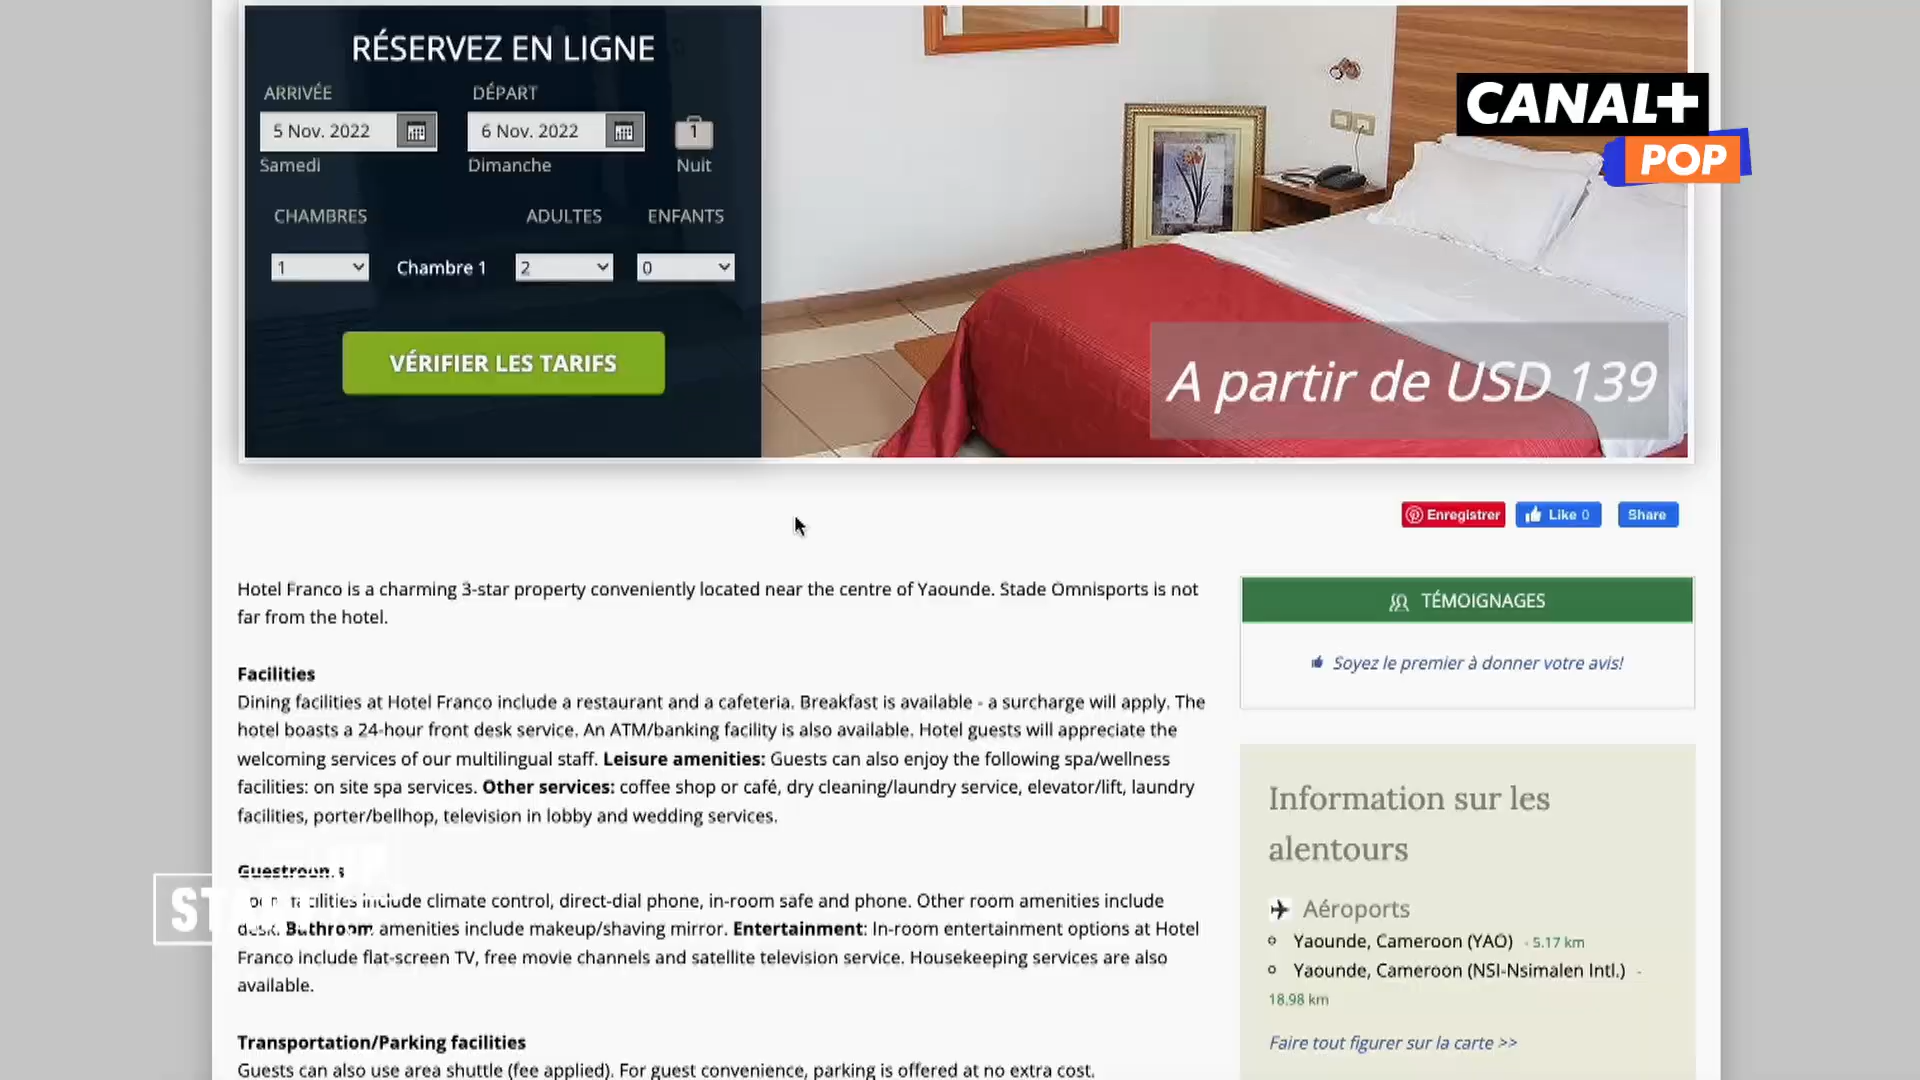 RÉSERVEZ EN LIGNE
ARRIVÉE
DÉPART
5 Nov. 2022
6 Nov. 2022
1
Samedi
Dimanche
Nuit
CHAMBRES
ADULTES
ENFANTS
1
Chambre 1
2
0
VÉRIFIER LES TARIFS
A partir de USD 139
CANAL+
POP
Enregistrer
Like 0
Share
Hotel Franco is a charming 3-star property conveniently located near the centre of Yaounde. Stade Omnisports is not
far from the hotel.
Facilities
Dining facilities at Hotel Franco include a restaurant and a cafeteria. Breakfast is available - a surcharge will apply. The
hotel boasts a 24-hour front desk service. An ATM/banking facility is also available. Hotel guests will appreciate the
welcoming services of our multilingual staff. Leisure amenities: Guests can also enjoy the following spa/wellness
facilities: on site spa services. Other services: coffee shop or café, dry cleaning/laundry service, elevator/lift, laundry
facilities, porter/bellhop, television in lobby and wedding services.
Guestrooms
facilities include climate control, direct-dial phone, in-room safe and phone. Other room amenities include
desk. Bathroom amenities include makeup/shaving mirror. Entertainment: In-room entertainment options at Hotel
Franco include flat-screen TV, free movie channels and satellite television service. Housekeeping services are also
available.
Transportation/Parking facilities
Guests can also use area shuttle (fee applied). For guest convenience, parking is offered at no extra cost.
TÉMOIGNAGES
Soyez le premier à donner votre avis!
Information sur les
alentours
Aéroports
Yaounde, Cameroon (YAO) - 5.17 km
Yaounde, Cameroon (NSI-Nsimalen Intl.) -
18.98 km
Faire tout figurer sur la carte >>